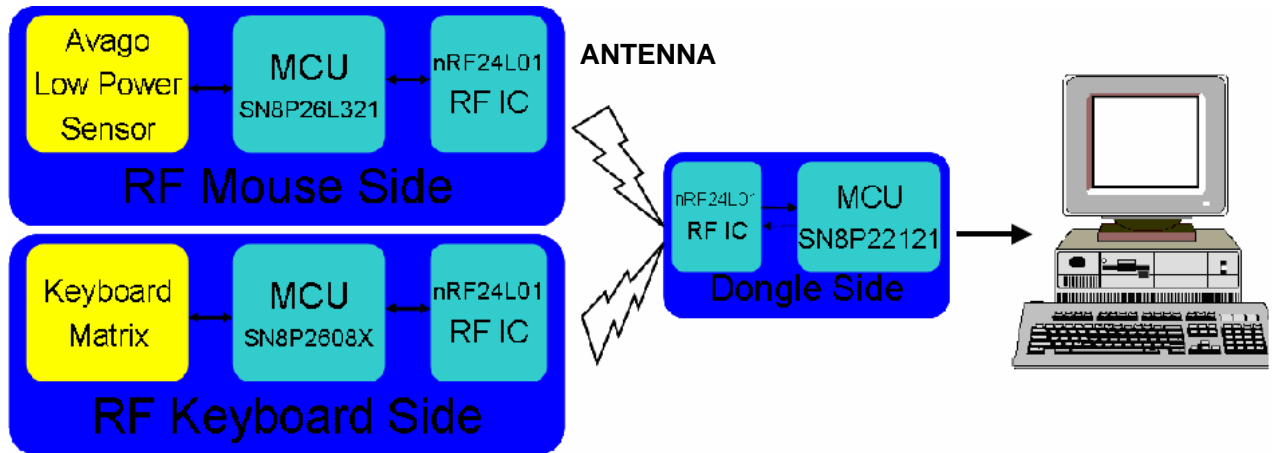 Avago
Low Power
Sensor
MCU
SN8P26L321
nRF24L01
RF IC
RF Mouse Side
ANTENNA
Keyboard
Matrix
MCU
SN8P2608X
nRF24L01
RF IC
RF Keyboard Side
nRF24L01
RF IC
MCU
SN8P22121
Dongle Side